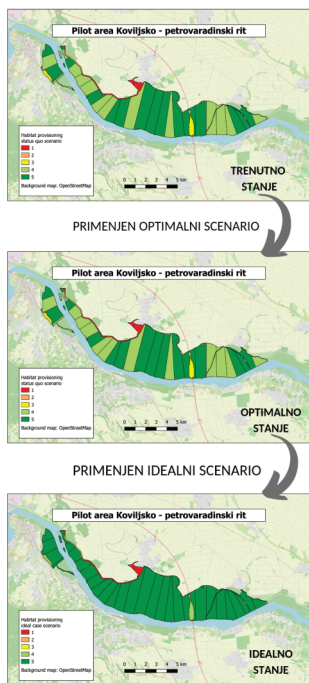 Pilot area Koviljsko - petrovaradinski rit
Habitat provisioning
status quo scenario
1
2
3
4
5
Background map: OpenStreetMap
0 1 2 3 4 5 km
TRENUTNO
STANJE
PRIMENJEN OPTIMALNI SCENARIO
Pilot area Koviljsko - petrovaradinski rit
Habitat provisioning
status quo scenario
1
2
3
4
5
Background map: OpenStreetMap
0 1 2 3 4 5 km
OPTIMALNO
STANJE
PRIMENJEN IDEALNI SCENARIO
Pilot area Koviljsko - petrovaradinski rit
Habitat provisioning
ideal case scenario
1
2
3
4
5
Background map: OpenStreetMap
0 1 2 3 4 5 km
IDEALNO
STANJE